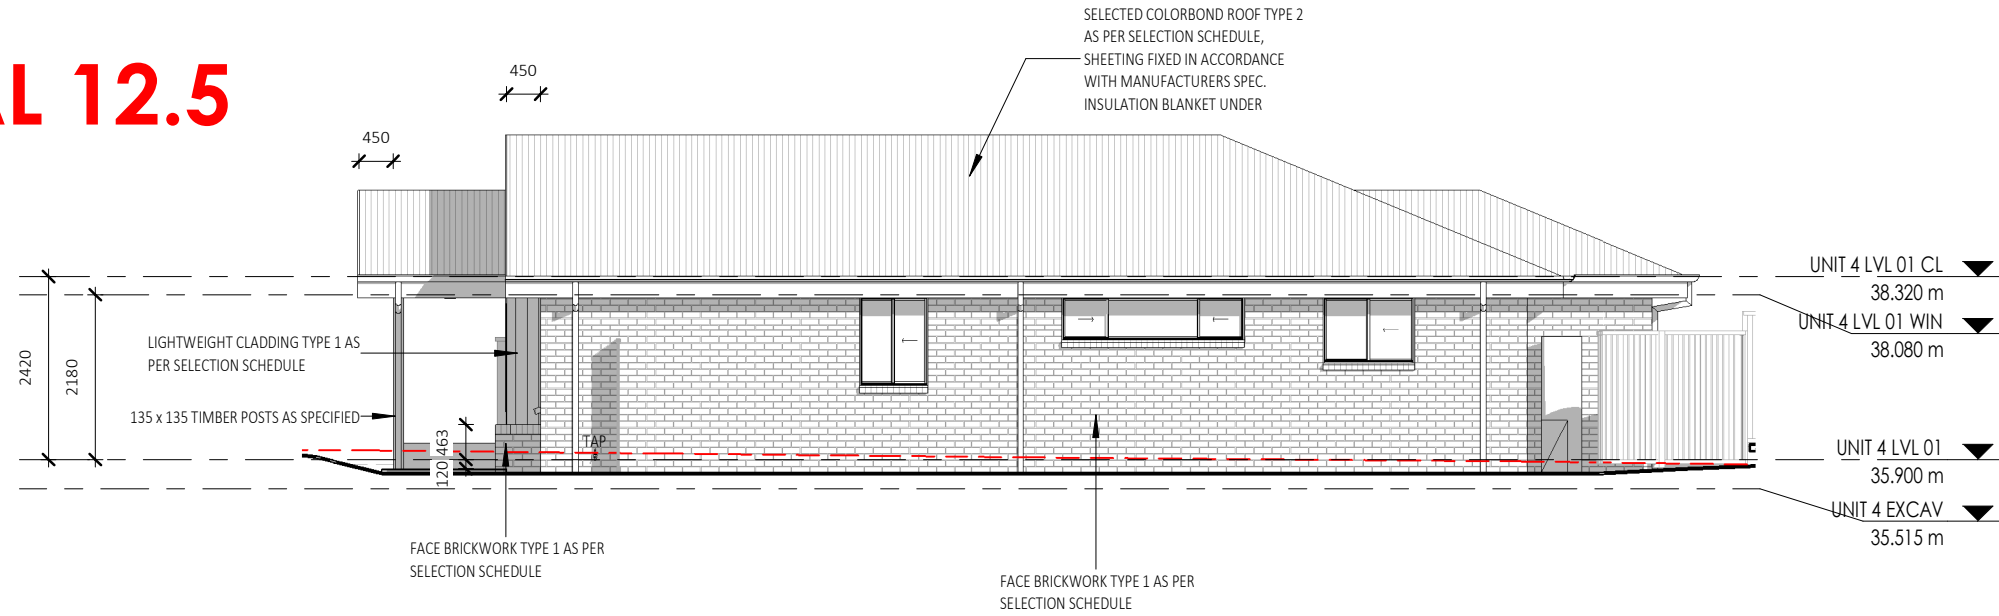 SELECTED COLORBOND ROOF TYPE 2
AS PER SELECTION SCHEDULE,
SHEETING FIXED IN ACCORDANCE
WITH MANUFACTURERS SPEC.
INSULATION BLANKET UNDER
AL 12.5
450
450
UNIT 4 LVL 01 CL
38.320 m
UNIT 4 LVL 01 WIN
38.080 m
LIGHTWEIGHT CLADDING TYPE 1 AS
PER SELECTION SCHEDULE
2420
2180
135 x 135 TIMBER POSTS AS SPECIFIED
463
120
TAP
UNIT 4 LVL 01
35.900 m
UNIT 4 EXCAV
35.515 m
FACE BRICKWORK TYPE 1 AS PER
SELECTION SCHEDULE
FACE BRICKWORK TYPE 1 AS PER
SELECTION SCHEDULE